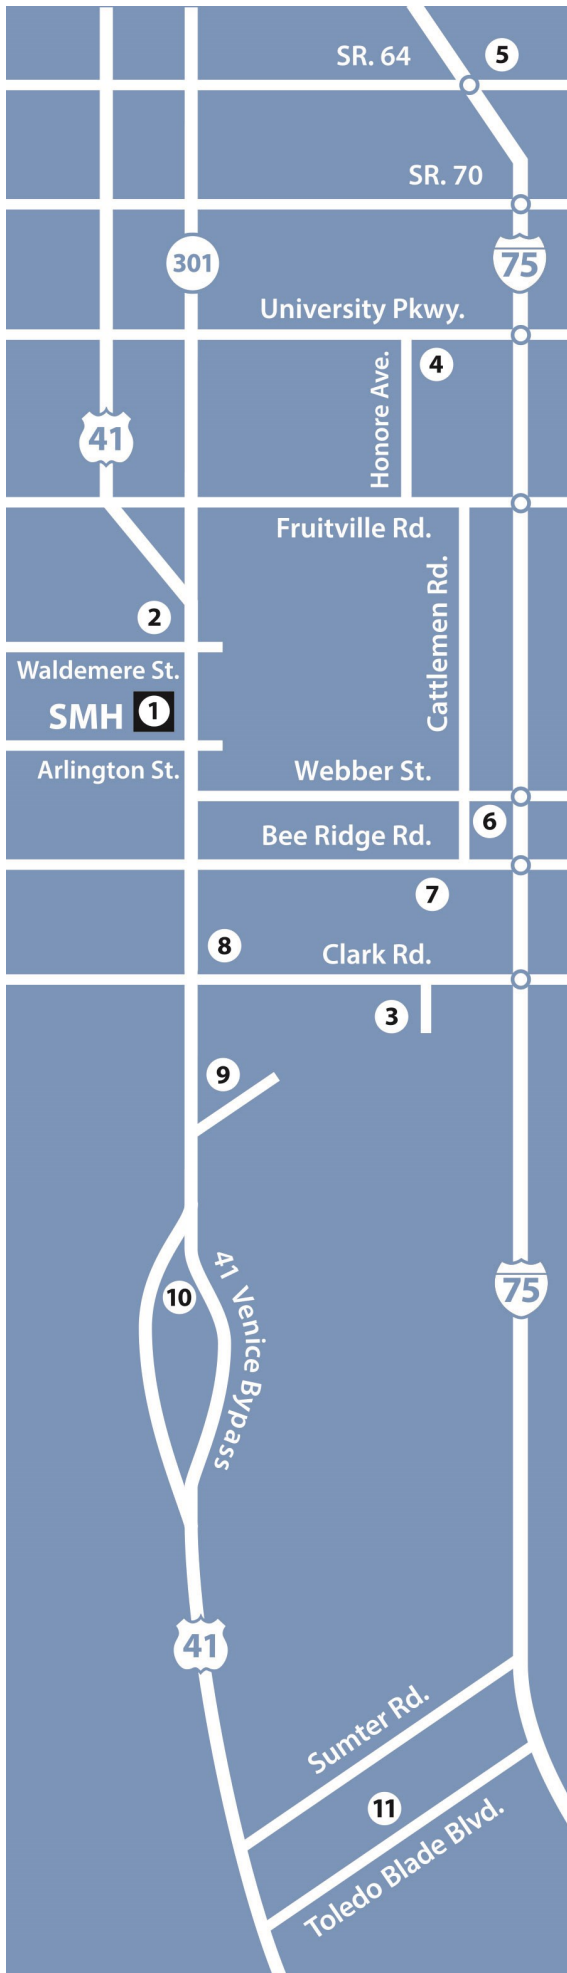 SR. 64
5
SR. 70
301
75
University Pkwy.
4
Honore Ave.
41
Fruitville Rd.
Cattlemen Rd.
2
Waldemere St.
SMH 1
Arlington St.
Webber St.
6
Bee Ridge Rd.
7
8
Clark Rd.
3
9
41 Venice Bypass
10
75
41
Sumter Rd.
11
Toledo Blade Blvd.